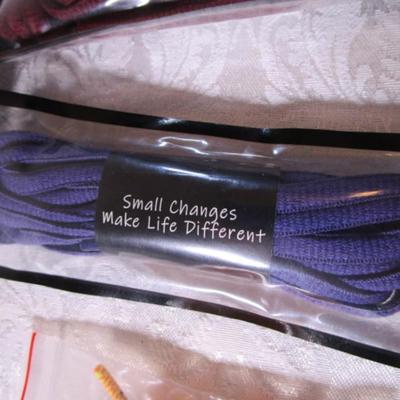 Small Changes
Make Life Different